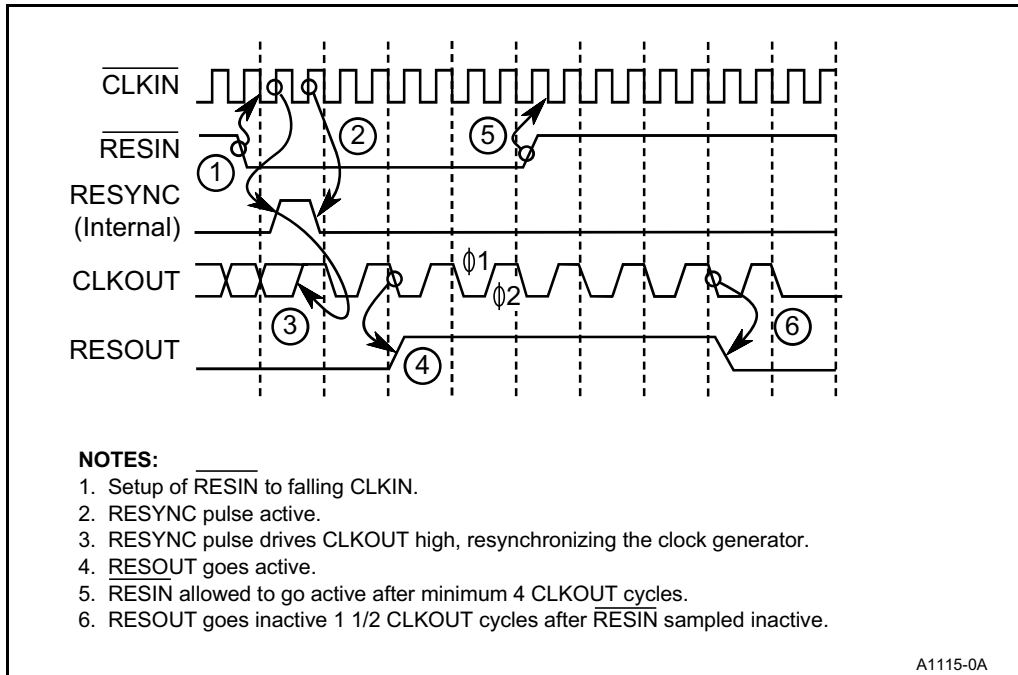 CLKIN
RESIN
RESYNC
(Internal)
CLKOUT
RESOUT
1
2
3
4
5
6
ϕ1
ϕ2
NOTES:
1. Setup of RESIN to falling CLKIN.
2. RESYNC pulse active.
3. RESYNC pulse drives CLKOUT high, resynchronizing the clock generator.
4. RESOUT goes active.
5. RESIN allowed to go active after minimum 4 CLKOUT cycles.
6. RESOUT goes inactive 1 1/2 CLKOUT cycles after RESIN sampled inactive.
A1115-0A